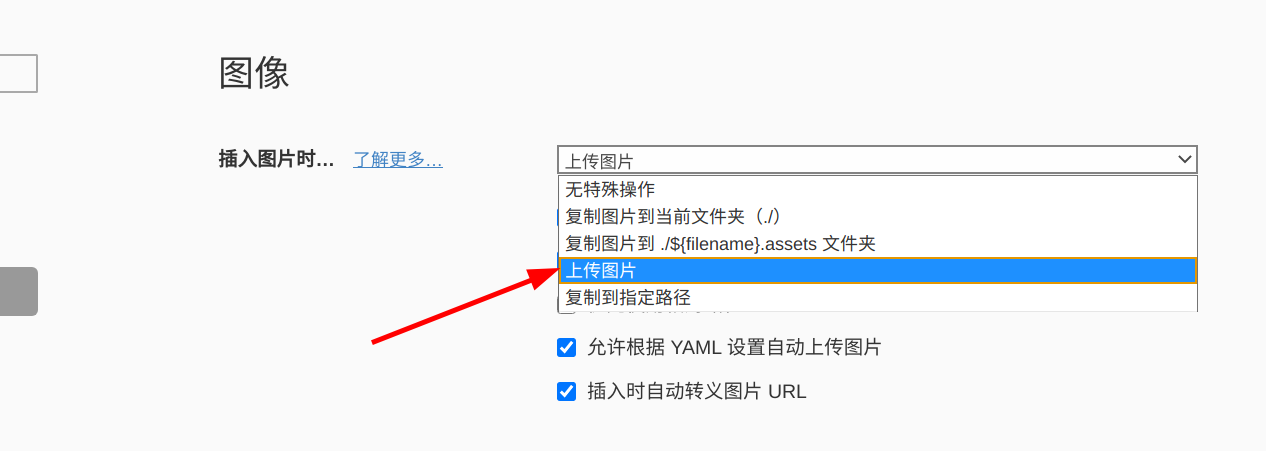 图像
插入图片时... 了解更多...
上传图片
无特殊操作
复制图片到当前文件夹（./）
复制图片到 ./${filename}.assets 文件夹
上传图片
复制到指定路径
允许根据 YAML 设置自动上传图片
插入时自动转义图片 URL